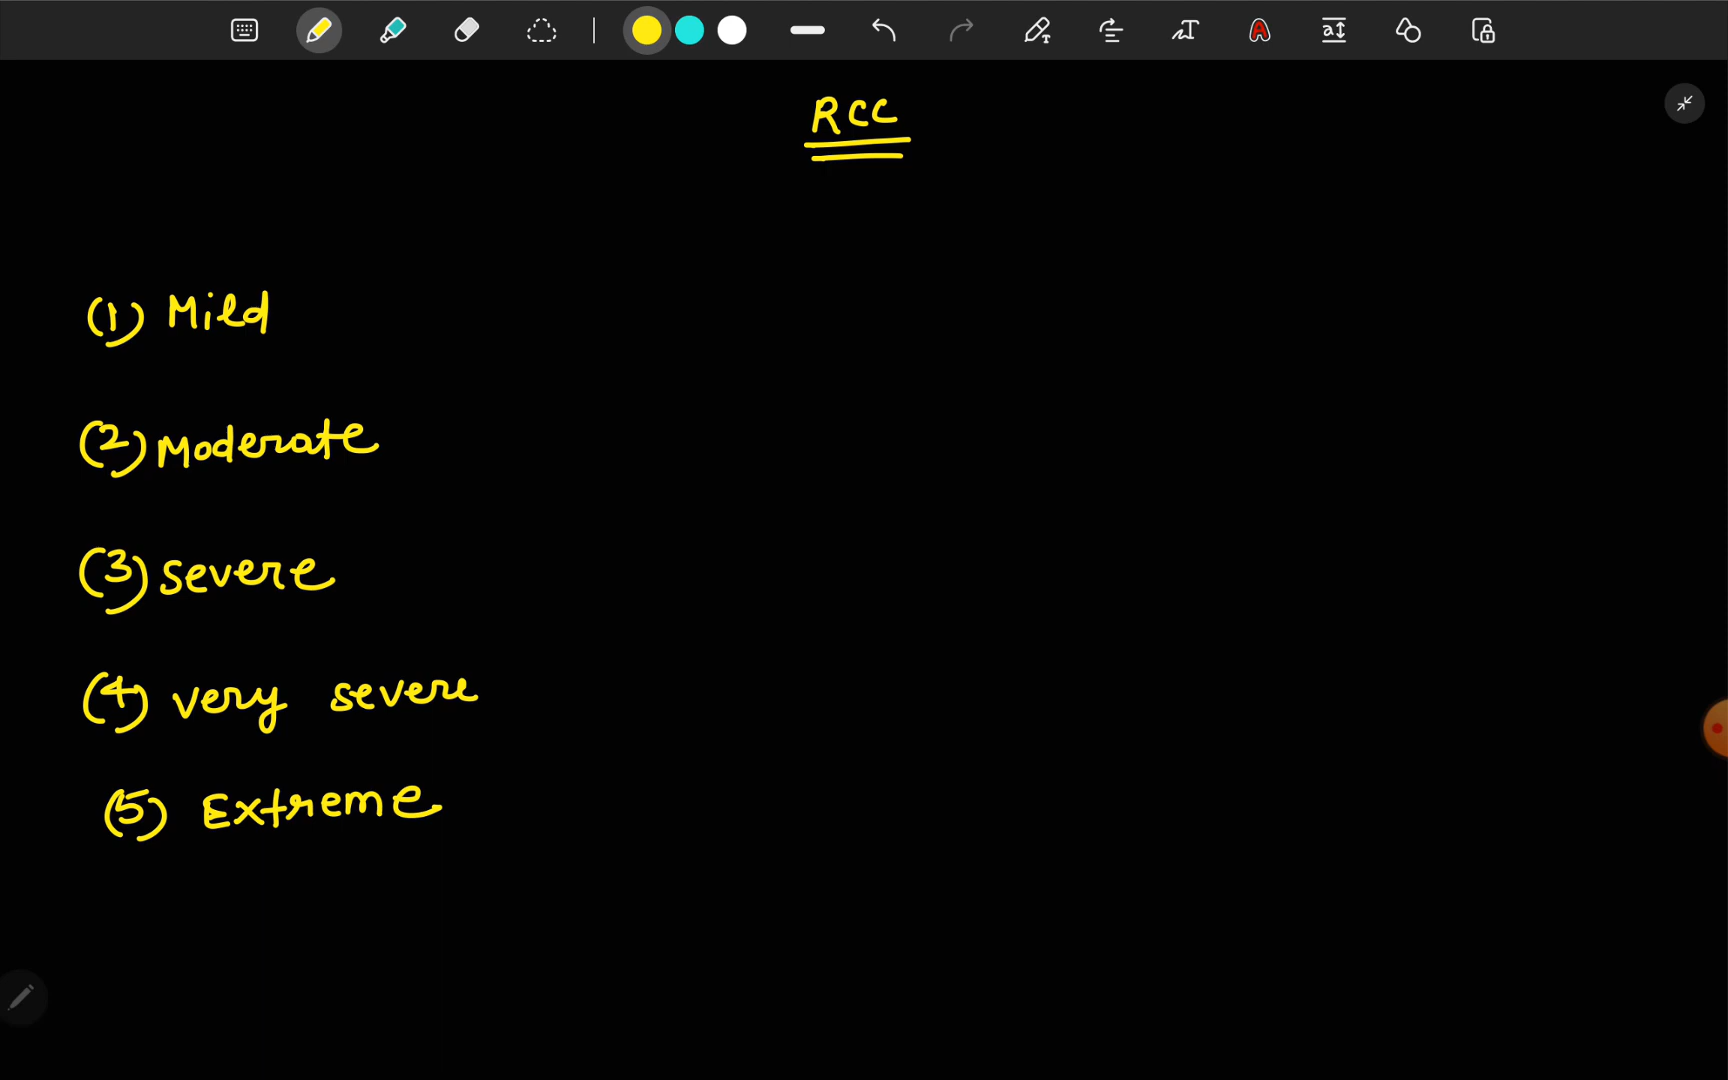 RCC
(1) Mild
(2) Moderate
(3) severe
(4) very severe
(5) Extreme